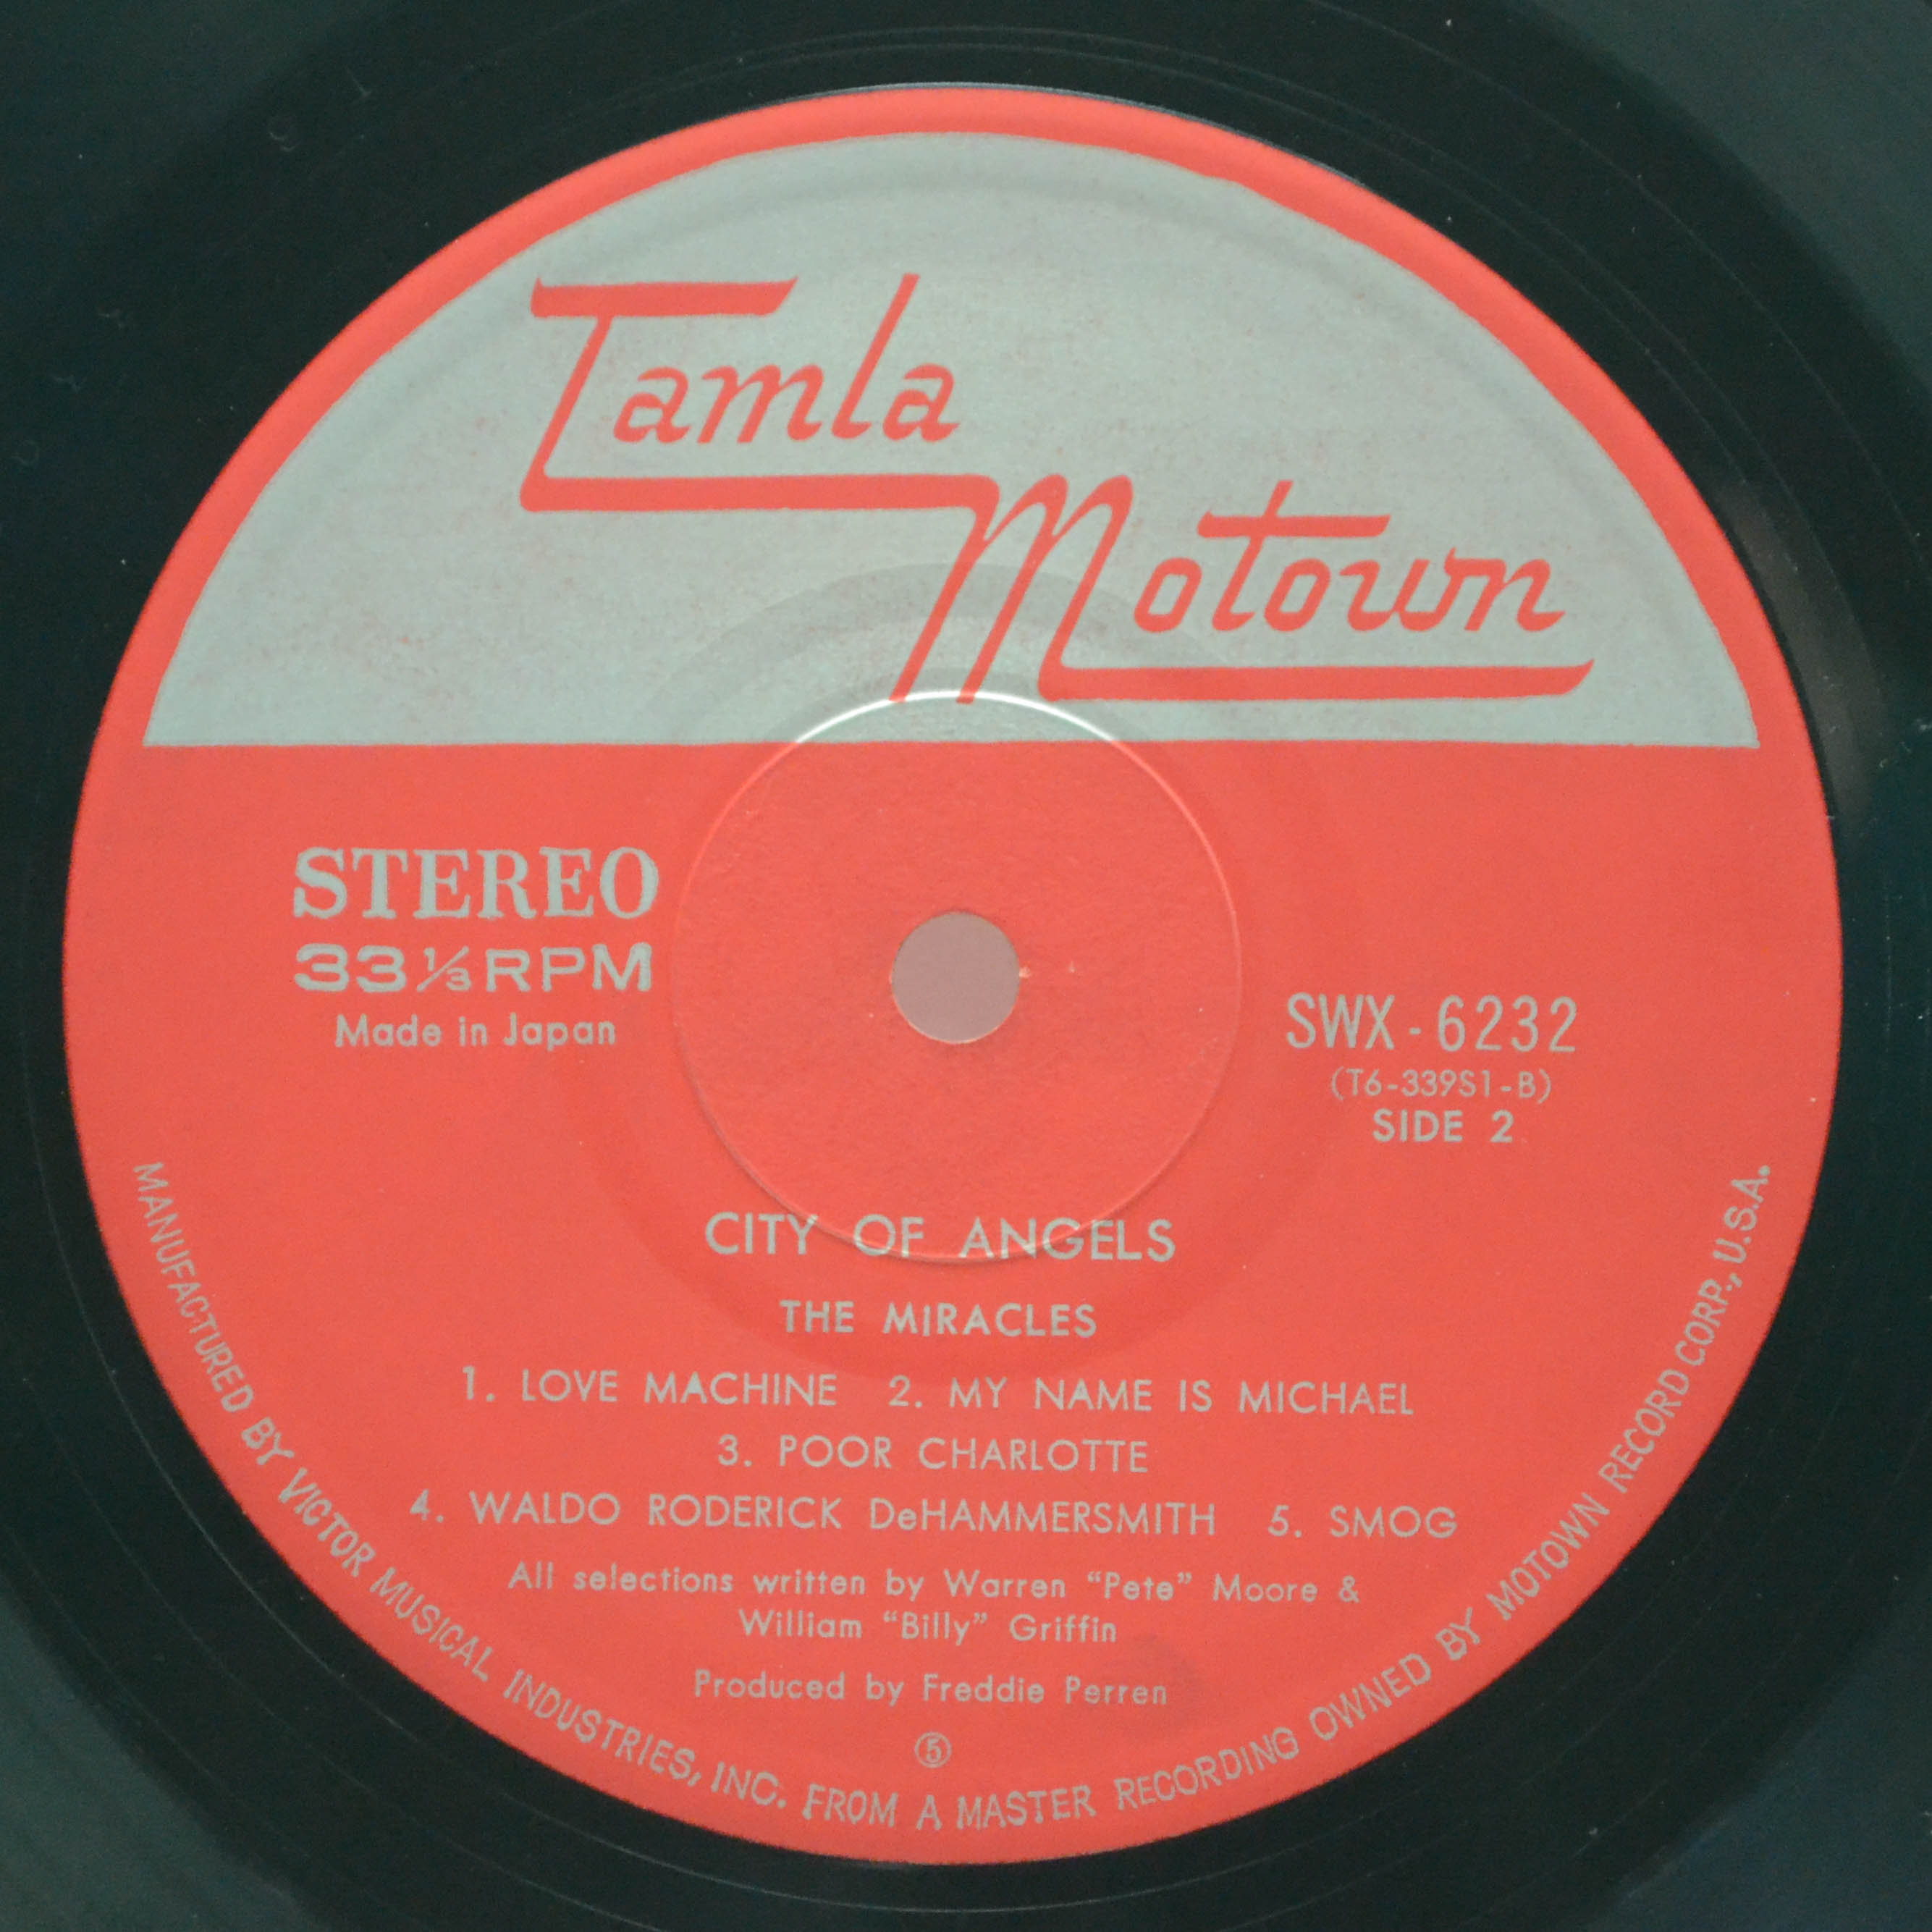 Tamla
Motown
STEREO
33⅓RPM
Made in Japan
SWX-6232
(T6-339S1-B)
SIDE 2
CITY OF ANGELS
THE MIRACLES
1. LOVE MACHINE 2. MY NAME IS MICHAEL
3. POOR CHARLOTTE
4. WALDO RODERICK DeHAMMERSMITH 5. SMOG
All selections written by Warren “Pete” Moore &
William “Billy” Griffin
Produced by Freddie Perren
⑤
MANUFACTURED BY VICTOR MUSICAL INDUSTRIES, INC. FROM A MASTER RECORDING OWNED BY MOTOWN RECORD CORP., U.S.A.